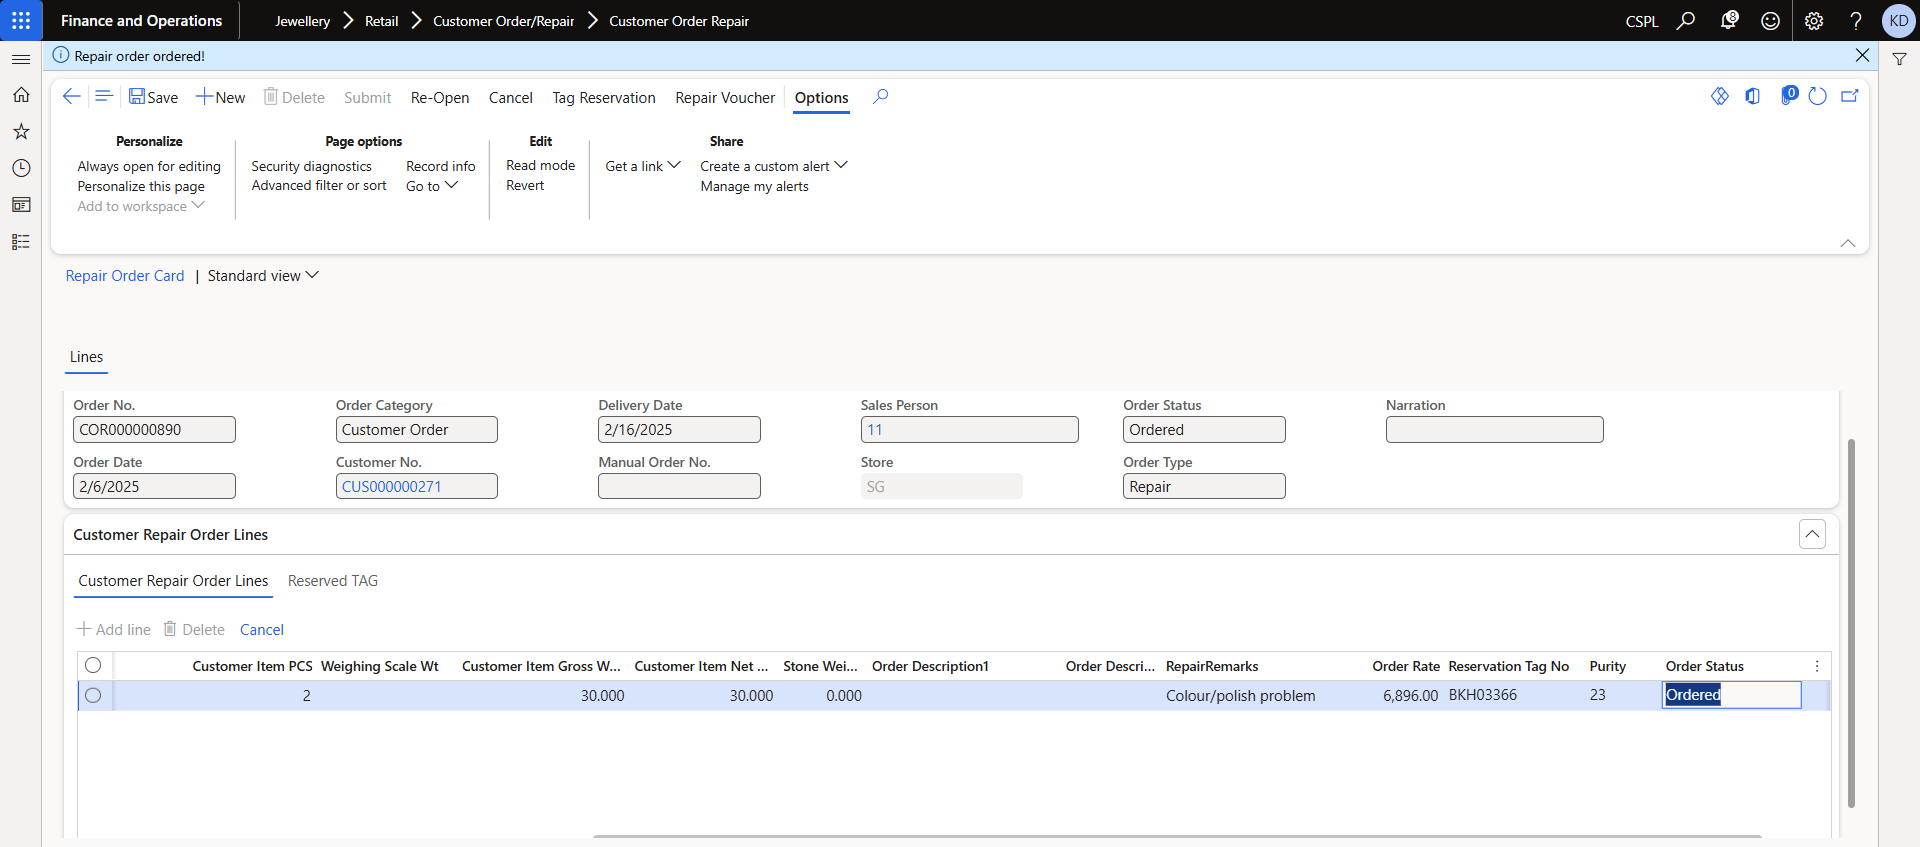 Finance and Operations
Jewellery Retail Customer Order/Repair Customer Order Repair
CSPL 8 ? KD
Repair order ordered!
Save New Delete Submit Re-Open Cancel Tag Reservation Repair Voucher Options 0
Personalize
Always open for editing
Personalize this page
Add to workspace
Page options
Security diagnostics
Advanced filter or sort
Record info
Go to
Edit
Read mode
Revert
Share
Get a link
Create a custom alert
Manage my alerts
Repair Order Card | Standard view
Lines
Order No. Order Category Delivery Date Sales Person Order Status Narration
COR000000890 Customer Order 2/16/2025 11 Ordered
Order Date Customer No. Manual Order No. Store Order Type
2/6/2025 CUS000000271 SG Repair
Customer Repair Order Lines
Customer Repair Order Lines Reserved TAG
Add line Delete Cancel
Customer Item PCS Weighing Scale Wt Customer Item Gross W... Customer Item Net ... Stone Wei... Order Description1 Order Descri... RepairRemarks Order Rate Reservation Tag No Purity Order Status
2 30.000 30.000 0.000 Colour/polish problem 6,896.00 BKH03366 23 Ordered